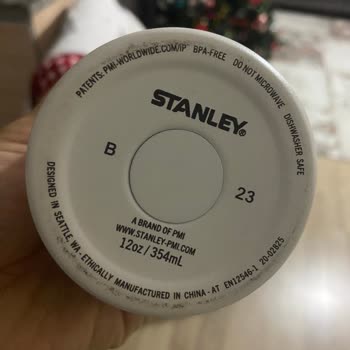 PATENTS: PMI-WORLDWIDE.COM/IP BPA-FREE DO NOT MICROWAVE. DISHWASHER SAFE
STANLEY®
B
23
A BRAND OF PMI
WWW.STANLEY-PMI.COM
12oz / 354mL
DESIGNED IN SEATTLE, WA - ETHICALLY MANUFACTURED IN CHINA - AT EN12546-1 20-02825